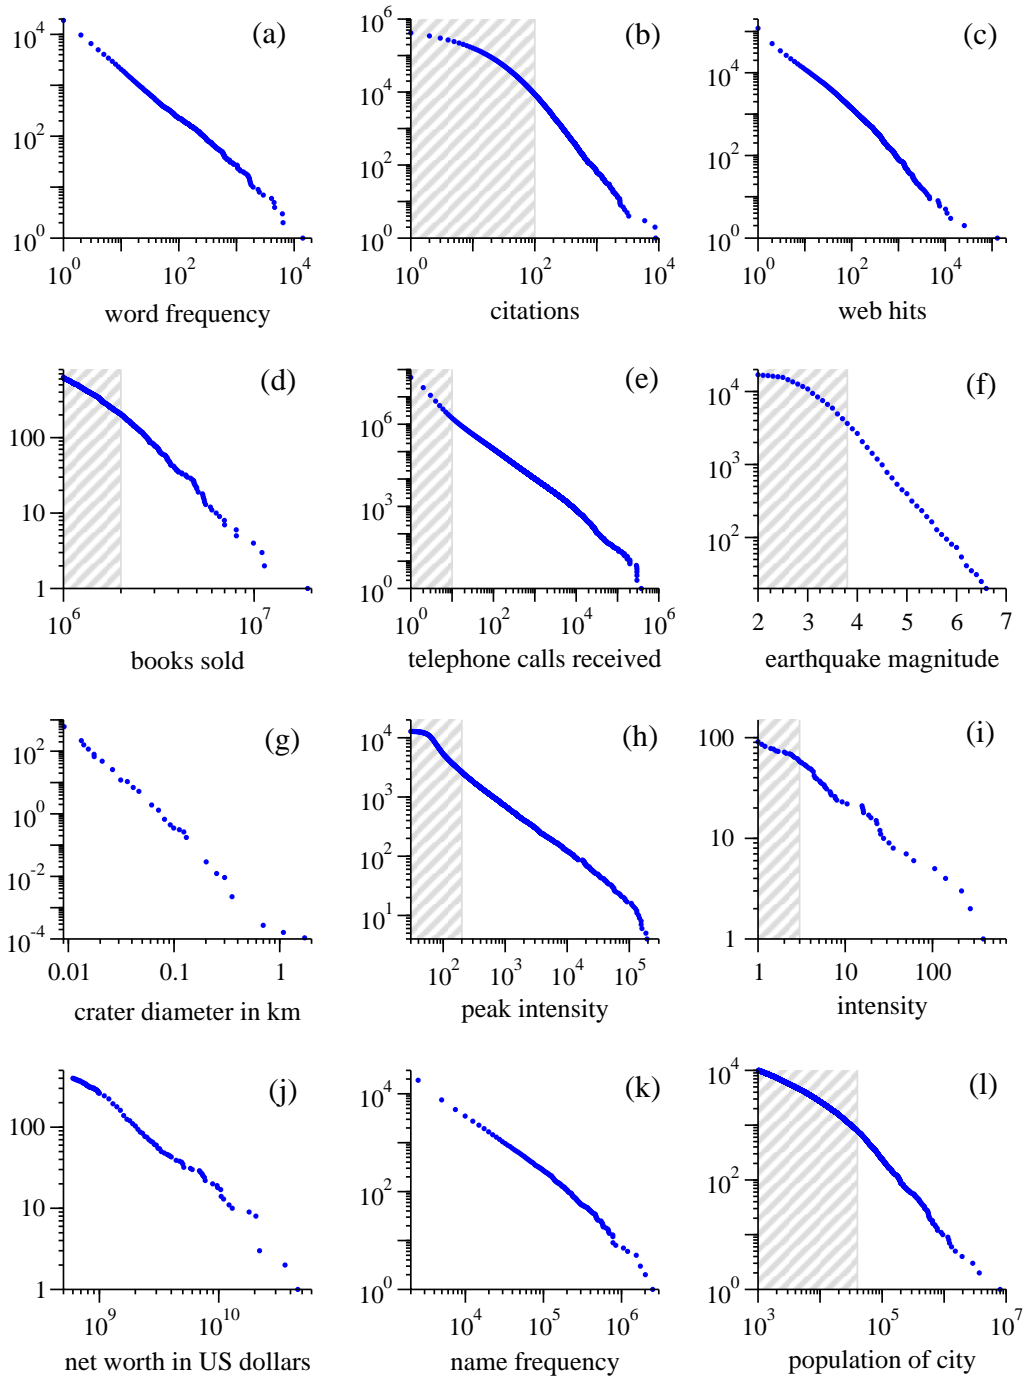 (a)
10^4
10^2
10^0
10^0 10^2 10^4
word frequency
(b)
10^6
10^4
10^2
10^0
10^0 10^2 10^4
citations
(c)
10^4
10^2
10^0
10^0 10^2 10^4
web hits
(d)
100
10
1
10^6 10^7
books sold
(e)
10^6
10^3
10^0
10^0 10^2 10^4 10^6
telephone calls received
(f)
10^4
10^3
10^2
2 3 4 5 6 7
earthquake magnitude
(g)
10^2
10^0
10^-2
10^-4
0.01 0.1 1
crater diameter in km
(h)
10^4
10^3
10^2
10^1
10^2 10^3 10^4 10^5
peak intensity
(i)
100
10
1
1 10 100
intensity
(j)
100
10
1
10^9 10^10
net worth in US dollars
(k)
10^4
10^2
10^0
10^4 10^5 10^6
name frequency
(l)
10^4
10^2
10^0
10^3 10^5 10^7
population of city